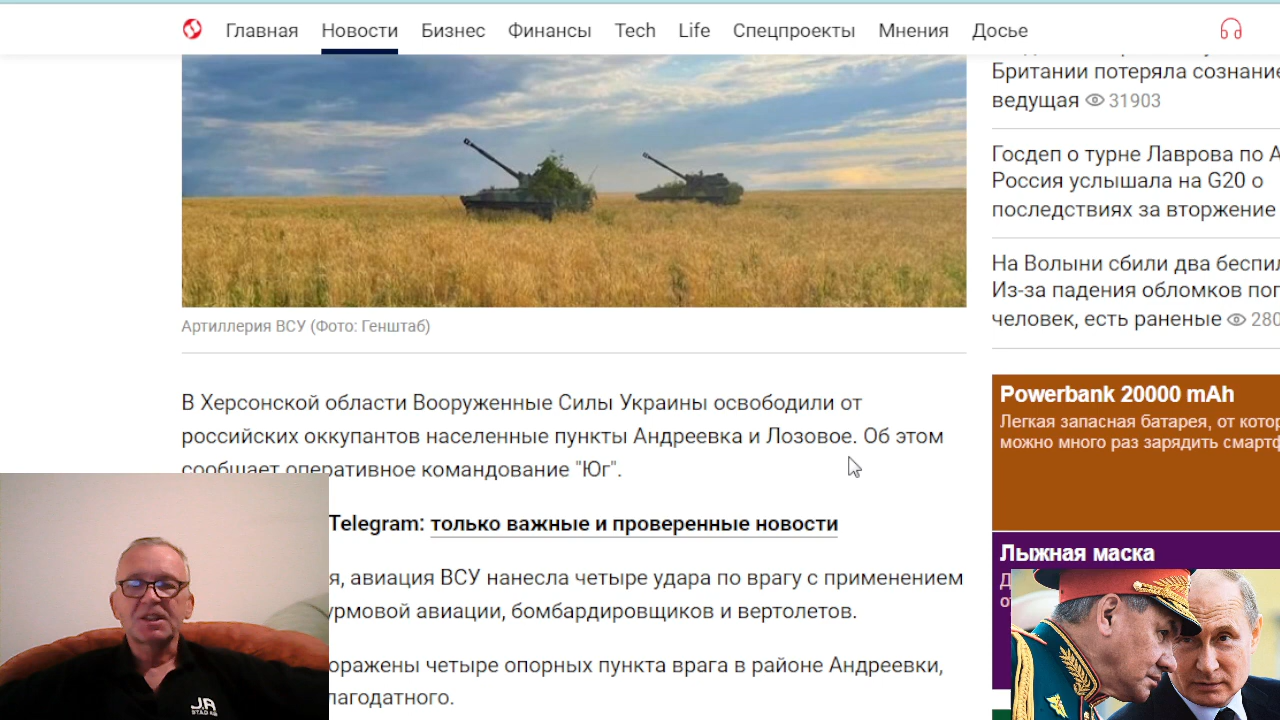 Главная Новости Бизнес Финансы Tech Life Спецпроекты Мнения Досье
Артиллерия ВСУ (Фото: Генштаб)
В Херсонской области Вооруженные Силы Украины освободили от
российских оккупантов населенные пункты Андреевка и Лозовое. Об этом
сообщает оперативное командование "Юг".
Telegram: только важные и проверенные новости
я, авиация ВСУ нанесла четыре удара по врагу с применением
урмовой авиации, бомбардировщиков и вертолетов.
оражены четыре опорных пункта врага в районе Андреевки,
лагодатного.
Британии потеряла сознание
ведущая 31903
Госдеп о турне Лаврова по А
Россия услышала на G20 о
последствиях за вторжение
На Волыни сбили два беспил
Из-за падения обломков пог
человек, есть раненые 280
Powerbank 20000 mAh
Легкая запасная батарея, от котор
можно много раз зарядить смартф
Лыжная маска
JA